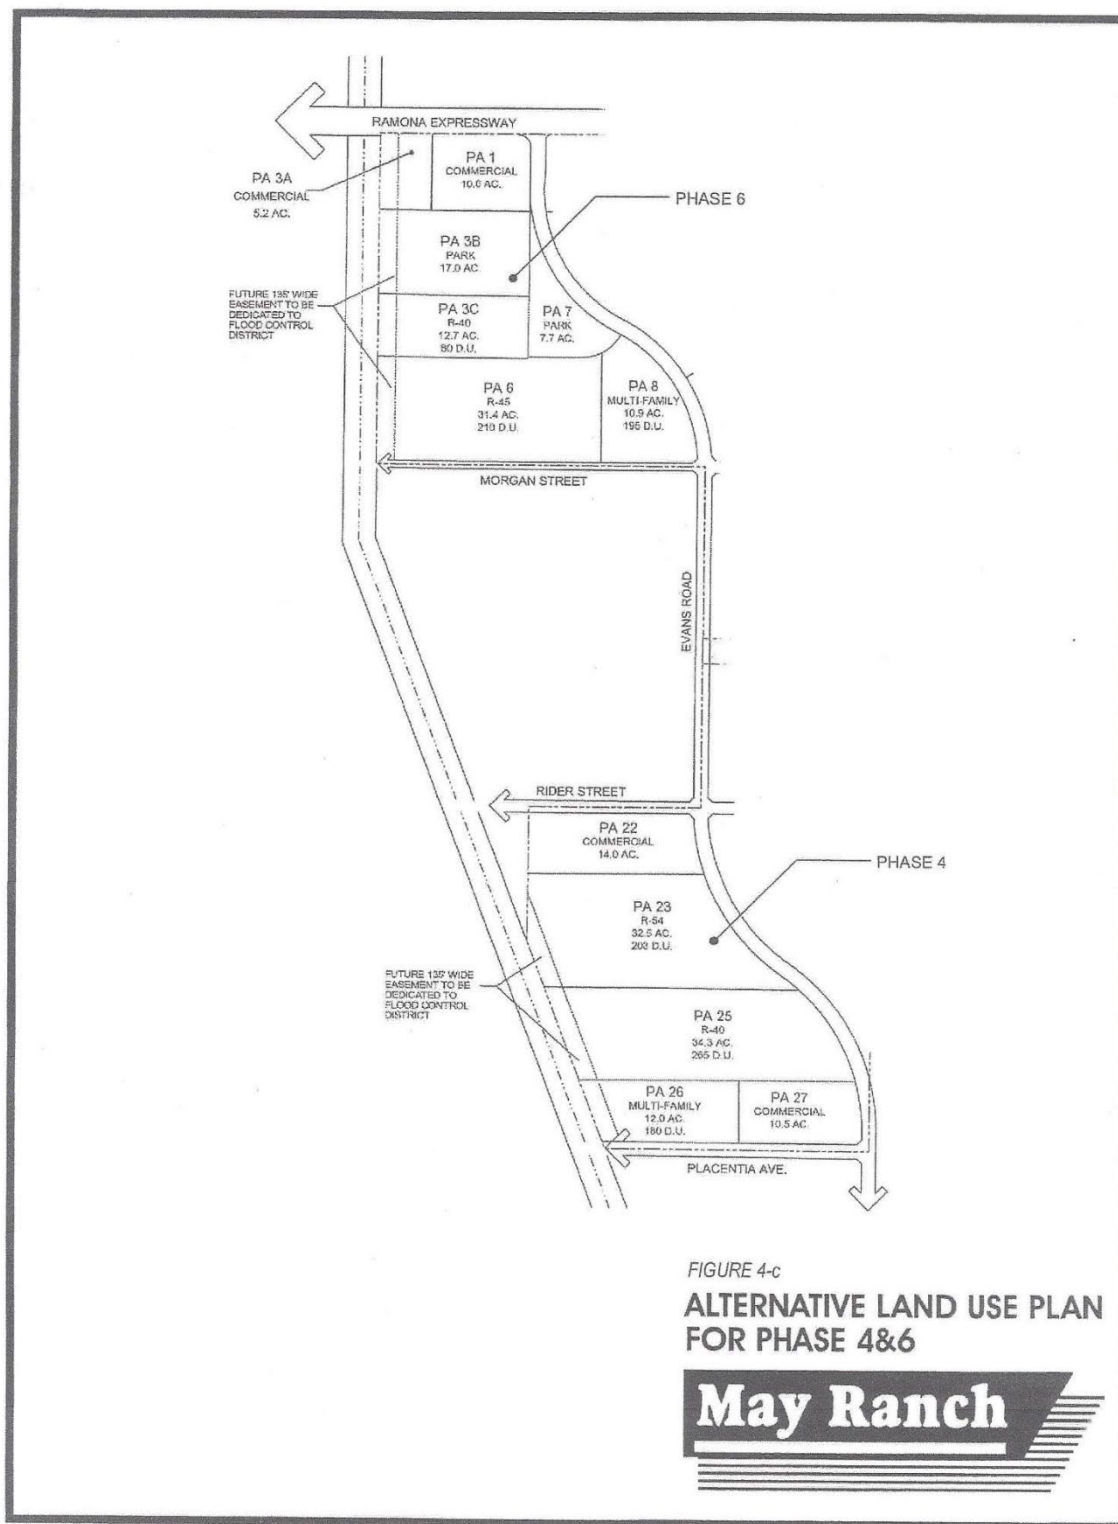 RAMONA EXPRESSWAY
PA 3A
COMMERCIAL
5.2 AC.
PA 1
COMMERCIAL
10.0 AC.
PHASE 6
PA 3B
PARK
17.0 AC.
FUTURE 135' WIDE
EASEMENT TO BE
DEDICATED TO
FLOOD CONTROL
DISTRICT
PA 3C
R-40
12.7 AC.
80 D.U.
PA 7
PARK
7.7 AC.
PA 6
R-45
31.4 AC.
210 D.U.
PA 8
MULTI-FAMILY
10.9 AC.
195 D.U.
MORGAN STREET
EVANS ROAD
RIDER STREET
PA 22
COMMERCIAL
14.0 AC.
PHASE 4
PA 23
R-54
32.5 AC.
203 D.U.
FUTURE 135' WIDE
EASEMENT TO BE
DEDICATED TO
FLOOD CONTROL
DISTRICT
PA 25
R-40
34.3 AC.
265 D.U.
PA 26
MULTI-FAMILY
12.0 AC.
180 D.U.
PA 27
COMMERCIAL
10.5 AC.
PLACENTIA AVE.
FIGURE 4-c
ALTERNATIVE LAND USE PLAN
FOR PHASE 4&6
May Ranch